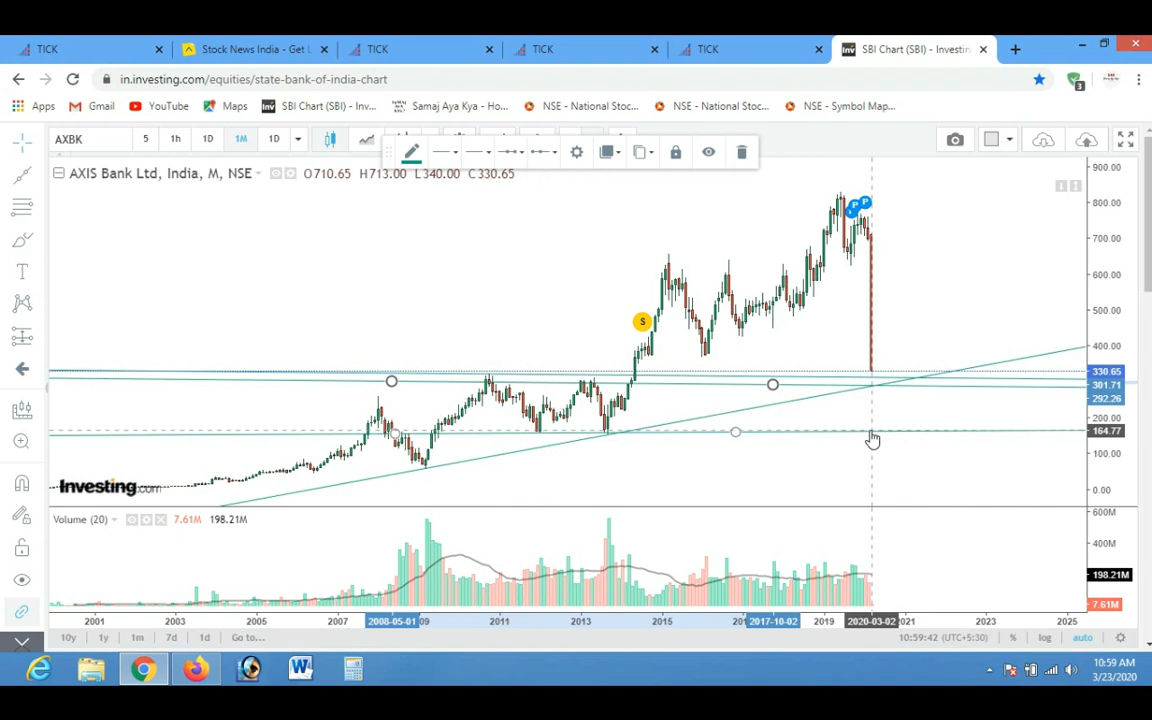 TICK
Stock News India - Get L
TICK
TICK
TICK
SBI Chart (SBI) - Investin
in.investing.com/equities/state-bank-of-india-chart
3
Apps
Gmail
YouTube
Maps
SBI Chart (SBI) - Inv...
Samaj Aya Kya - Ho...
NSE - National Stoc...
NSE - National Stoc...
NSE - Symbol Map...
AXBK
5
1h
1D
1M
1D
AXIS Bank Ltd, India, M, NSE
O710.65 H713.00 L340.00 C330.65
900.00
800.00
700.00
600.00
500.00
400.00
330.65
301.71
292.26
200.00
164.77
100.00
0.00
P
P
S
Investing.com
Volume (20)
7.61M 198.21M
600M
400M
198.21M
7.61M
2001
2003
2005
2007
2008-05-01
09
2011
2013
2015
2017-10-02
2019
2020-03-02
2021
2023
2025
10y
1y
1m
7d
1d
Go to...
10:59:42 (UTC+5:30)
%
log
auto
10:59 AM
3/23/2020